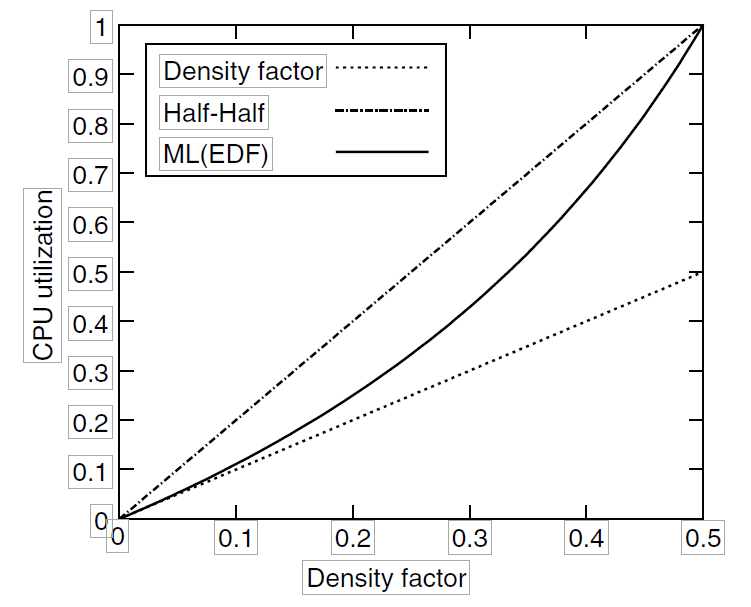 1
0.9
0.8
0.7
0.6
0.5
0.4
0.3
0.2
0.1
0
CPU utilization
Density factor
Half-Half
ML(EDF)
0 0.1 0.2 0.3 0.4 0.5
Density factor